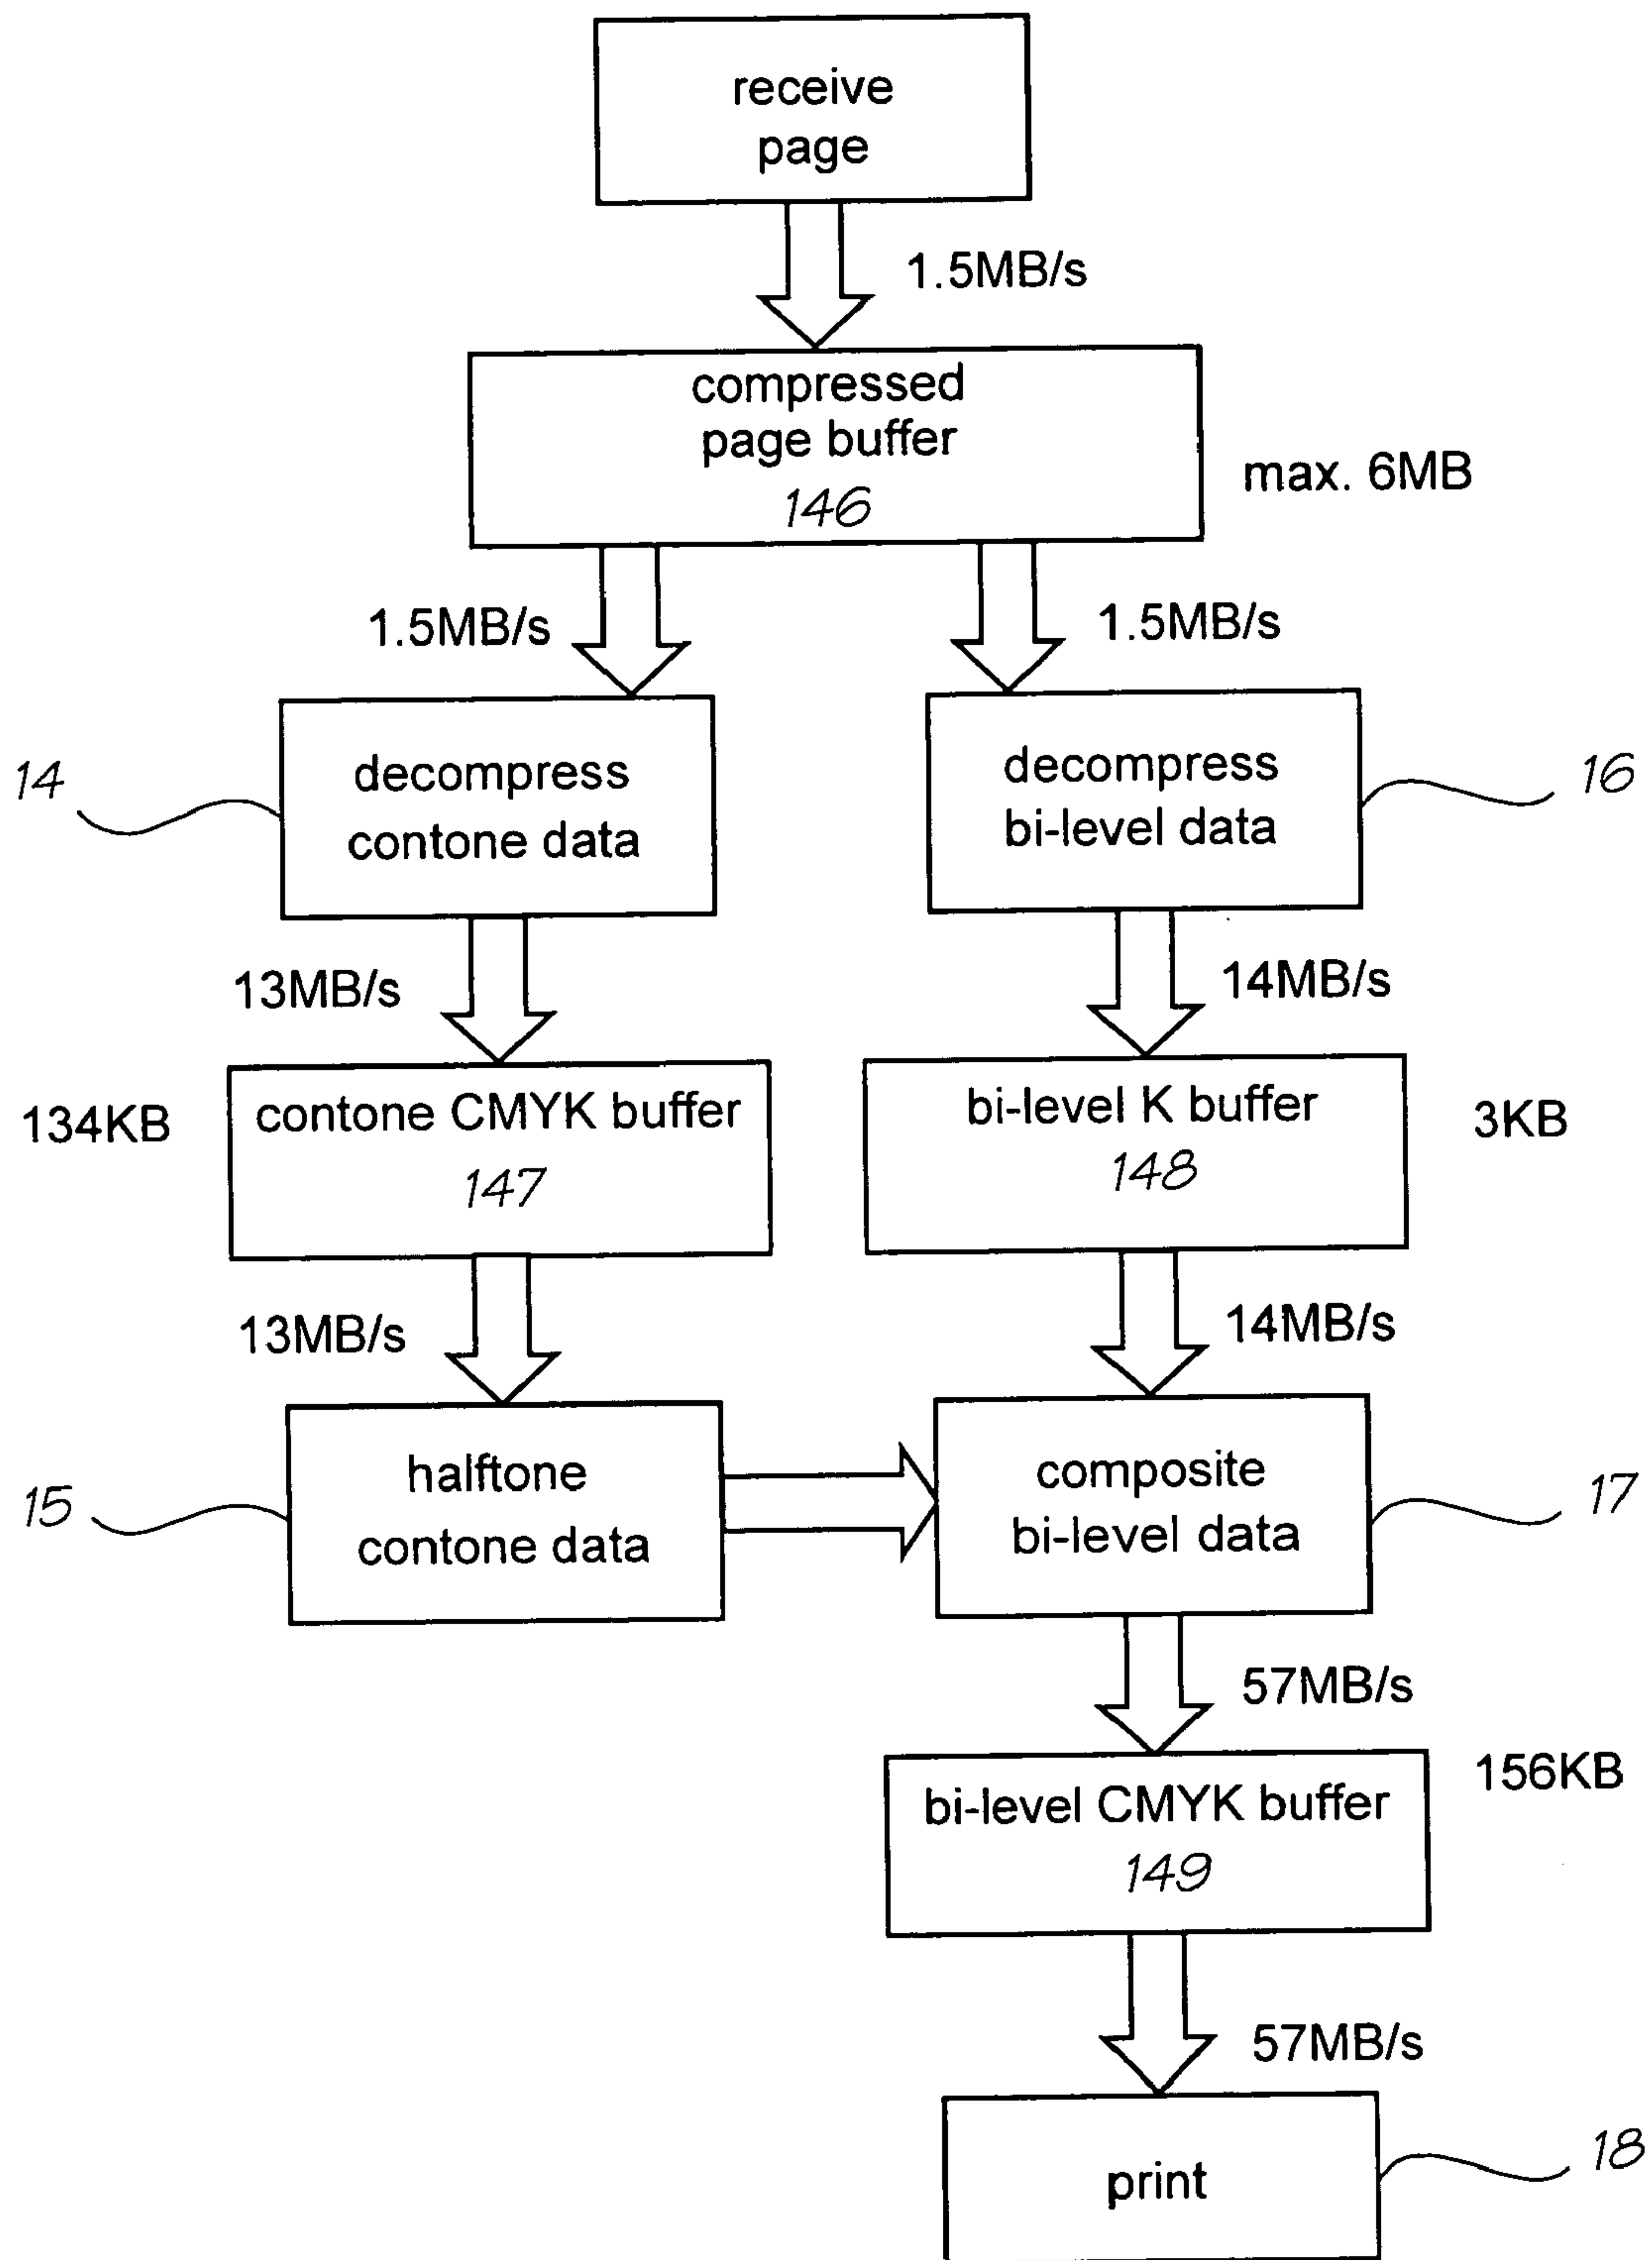 receive
page
1.5MB/s
compressed
page buffer
146
max. 6MB
1.5MB/s
1.5MB/s
14
decompress
contone data
decompress
bi-level data
16
13MB/s
14MB/s
134KB
contone CMYK buffer
147
bi-level K buffer
148
3KB
13MB/s
14MB/s
15
halftone
contone data
composite
bi-level data
17
57MB/s
bi-level CMYK buffer
149
156KB
57MB/s
print
18